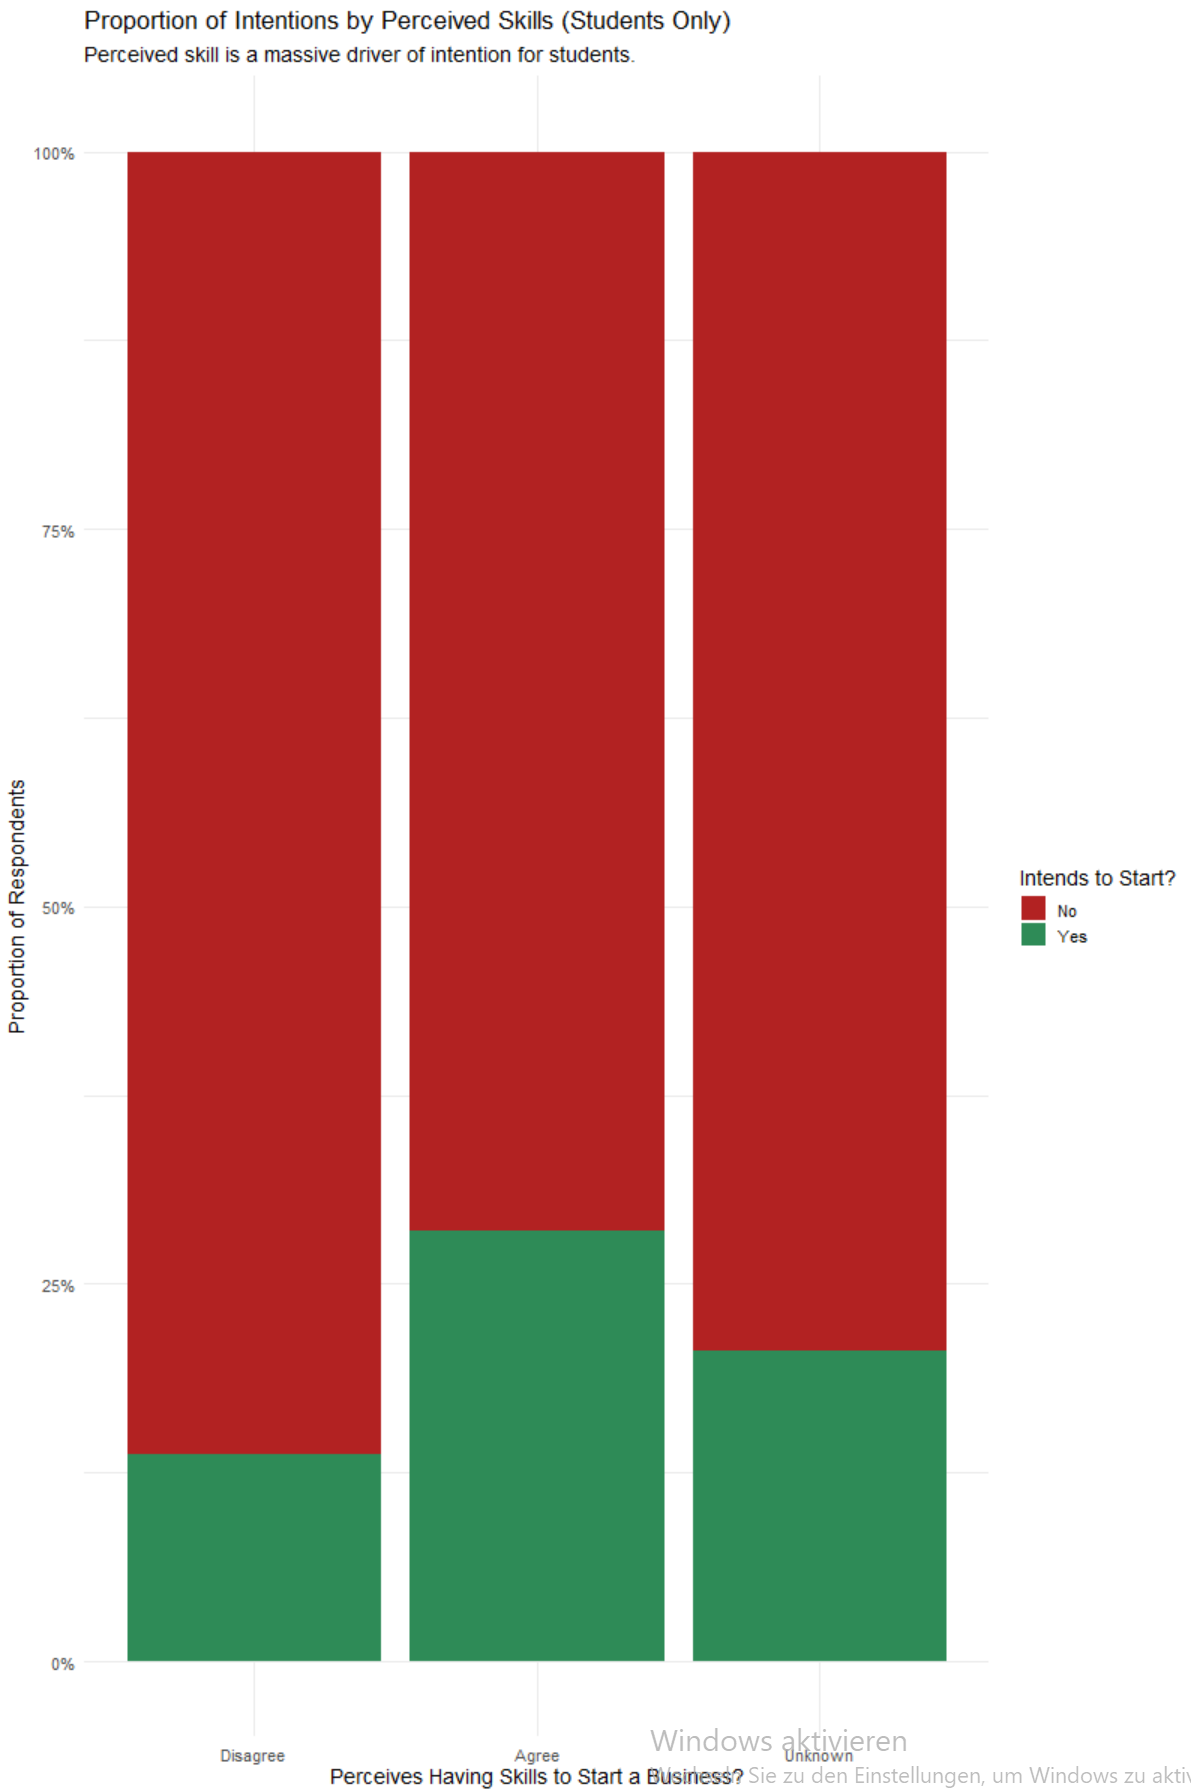 Proportion of Intentions by Perceived Skills (Students Only)
Perceived skill is a massive driver of intention for students.
100%
75%
50%
25%
0%
Proportion of Respondents
Intends to Start?
No
Yes
Disagree
Agree
Unknown
Perceives Having Skills to Start a Business?
Windows aktivieren
Sie zu den Einstellungen, um Windows zu aktiv